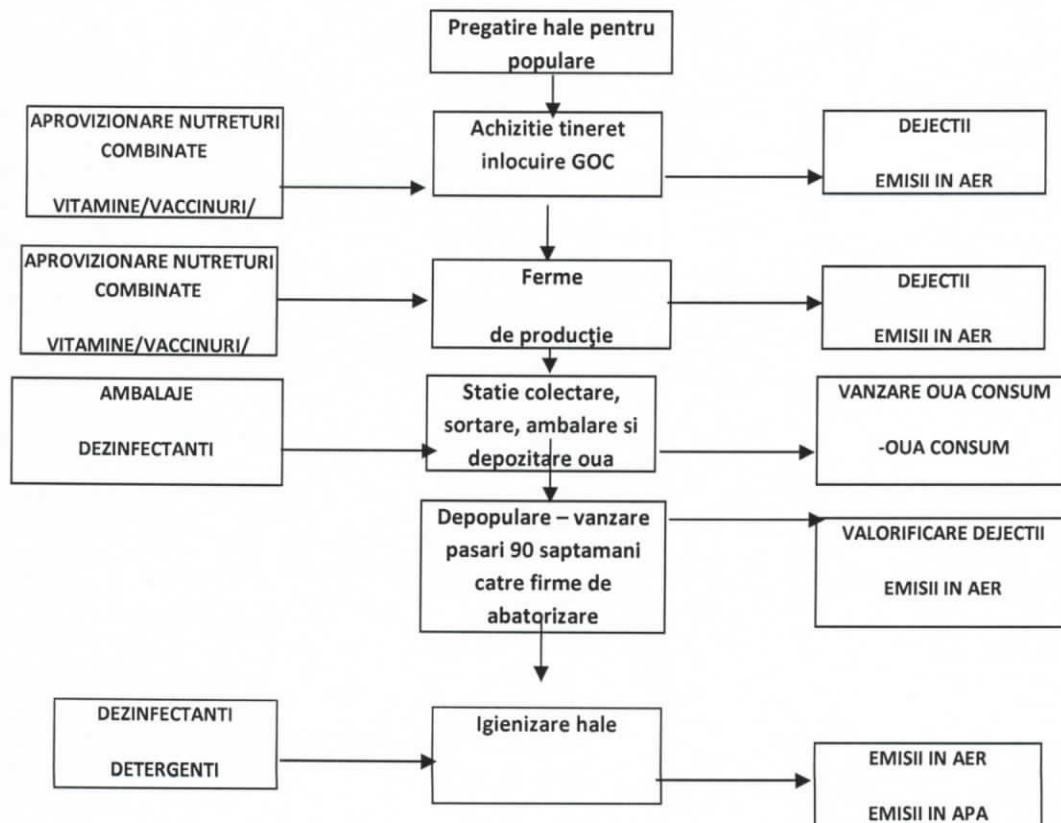 Pregatire hale pentru
populare
APROVIZIONARE NUTRETURI
COMBINATE
VITAMINE/VACCINURI/
Achizitie tineret
inlocuire GOC
DEJECTII
EMISII IN AER
APROVIZIONARE NUTRETURI
COMBINATE
VITAMINE/VACCINURI/
Ferme
de producţie
DEJECTII
EMISII IN AER
AMBALAJE
DEZINFECTANTI
Statie colectare,
sortare, ambalare si
depozitare oua
VANZARE OUA CONSUM
-OUA CONSUM
Depopulare – vanzare
pasari 90 saptamani
catre firme de
abatorizare
VALORIFICARE DEJECTII
EMISII IN AER
DEZINFECTANTI
DETERGENTI
Igienizare hale
EMISII IN AER
EMISII IN APA